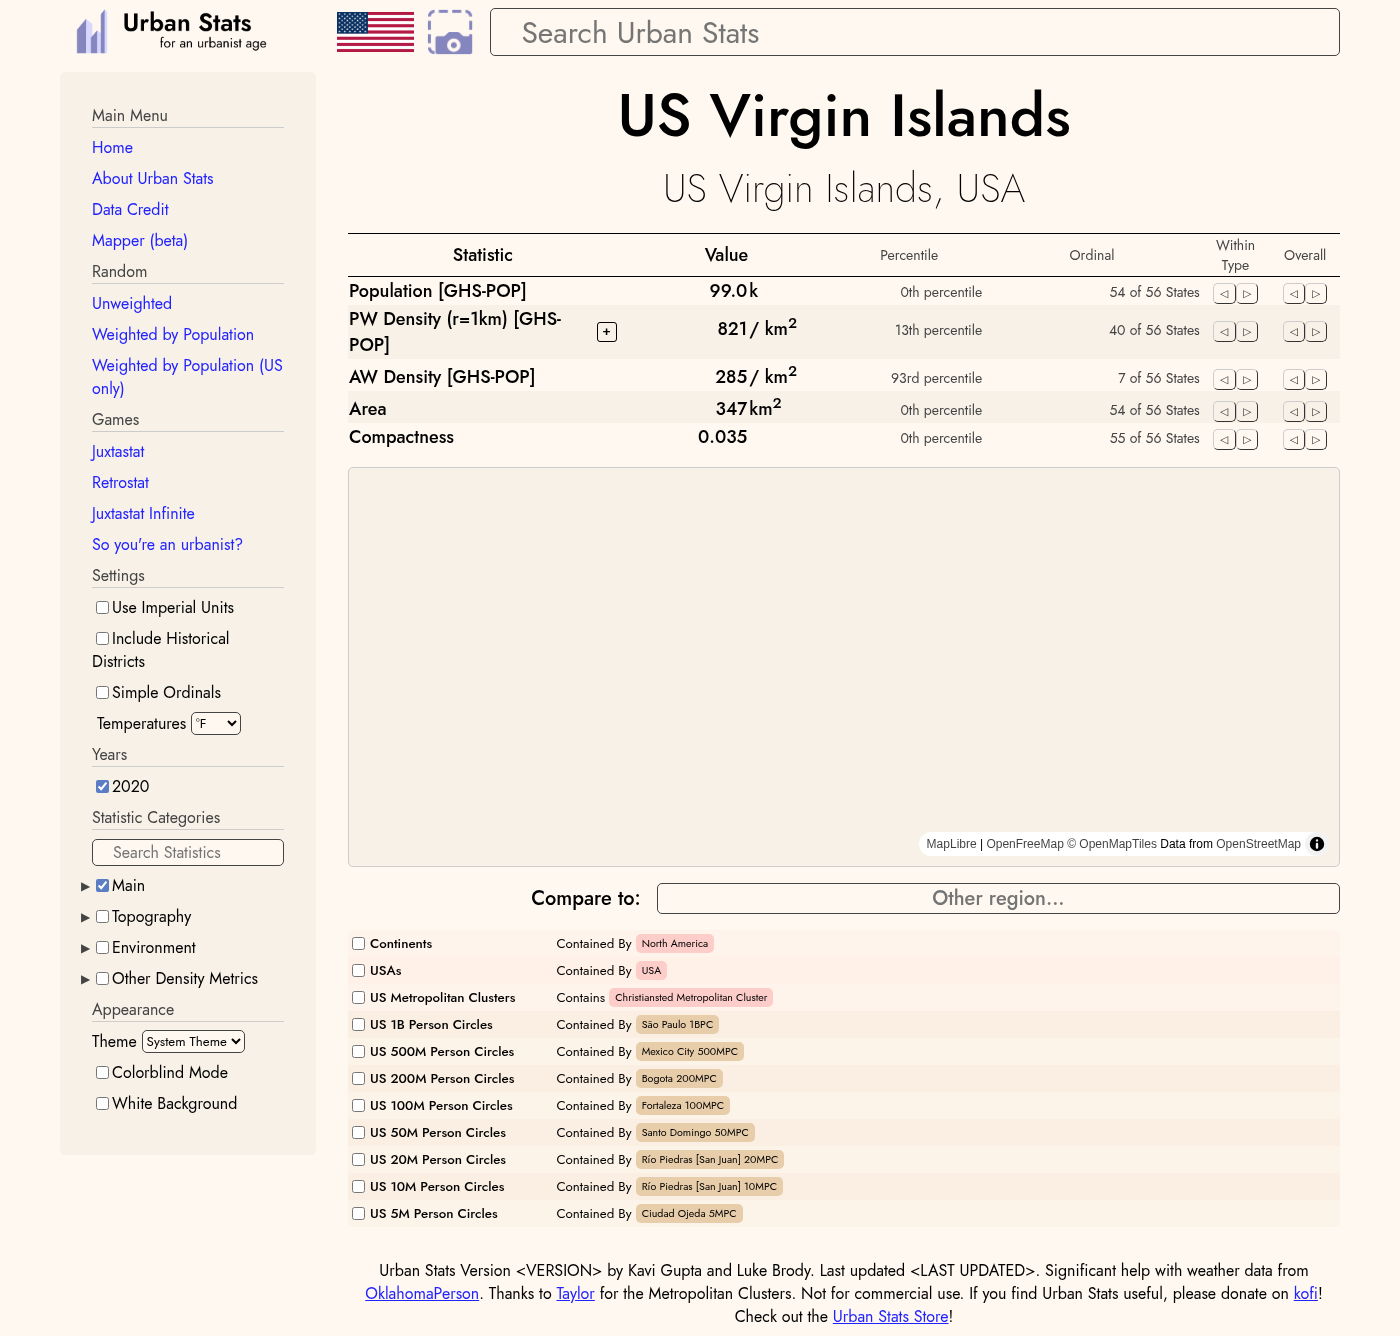 Urban Stats
for an urbanist age
Search Urban Stats
Main Menu
Home
About Urban Stats
Data Credit
Mapper (beta)
Random
Unweighted
Weighted by Population
Weighted by Population (US
only)
Games
Juxtastat
Retrostat
Juxtastat Infinite
So you're an urbanist?
Settings
Use Imperial Units
Include Historical
Districts
Simple Ordinals
Temperatures °F
Years
2020
Statistic Categories
Search Statistics
Main
Topography
Environment
Other Density Metrics
Appearance
Theme System Theme
Colorblind Mode
White Background
US Virgin Islands
US Virgin Islands, USA
Statistic Value Percentile Ordinal Within Type Overall
Population [GHS-POP] 99.0k 0th percentile 54 of 56 States
PW Density (r=1km) [GHS-
POP] + 821/ km² 13th percentile 40 of 56 States
AW Density [GHS-POP] 285/ km² 93rd percentile 7 of 56 States
Area 347km² 0th percentile 54 of 56 States
Compactness 0.035 0th percentile 55 of 56 States
MapLibre | OpenFreeMap © OpenMapTiles Data from OpenStreetMap
Compare to: Other region...
Continents Contained By North America
USAs Contained By USA
US Metropolitan Clusters Contains Christiansted Metropolitan Cluster
US 1B Person Circles Contained By São Paulo 1BPC
US 500M Person Circles Contained By Mexico City 500MPC
US 200M Person Circles Contained By Bogota 200MPC
US 100M Person Circles Contained By Fortaleza 100MPC
US 50M Person Circles Contained By Santo Domingo 50MPC
US 20M Person Circles Contained By Río Piedras [San Juan] 20MPC
US 10M Person Circles Contained By Río Piedras [San Juan] 10MPC
US 5M Person Circles Contained By Ciudad Ojeda 5MPC
Urban Stats Version <VERSION> by Kavi Gupta and Luke Brody. Last updated <LAST UPDATED>. Significant help with weather data from
OklahomaPerson. Thanks to Taylor for the Metropolitan Clusters. Not for commercial use. If you find Urban Stats useful, please donate on kofi!
Check out the Urban Stats Store!